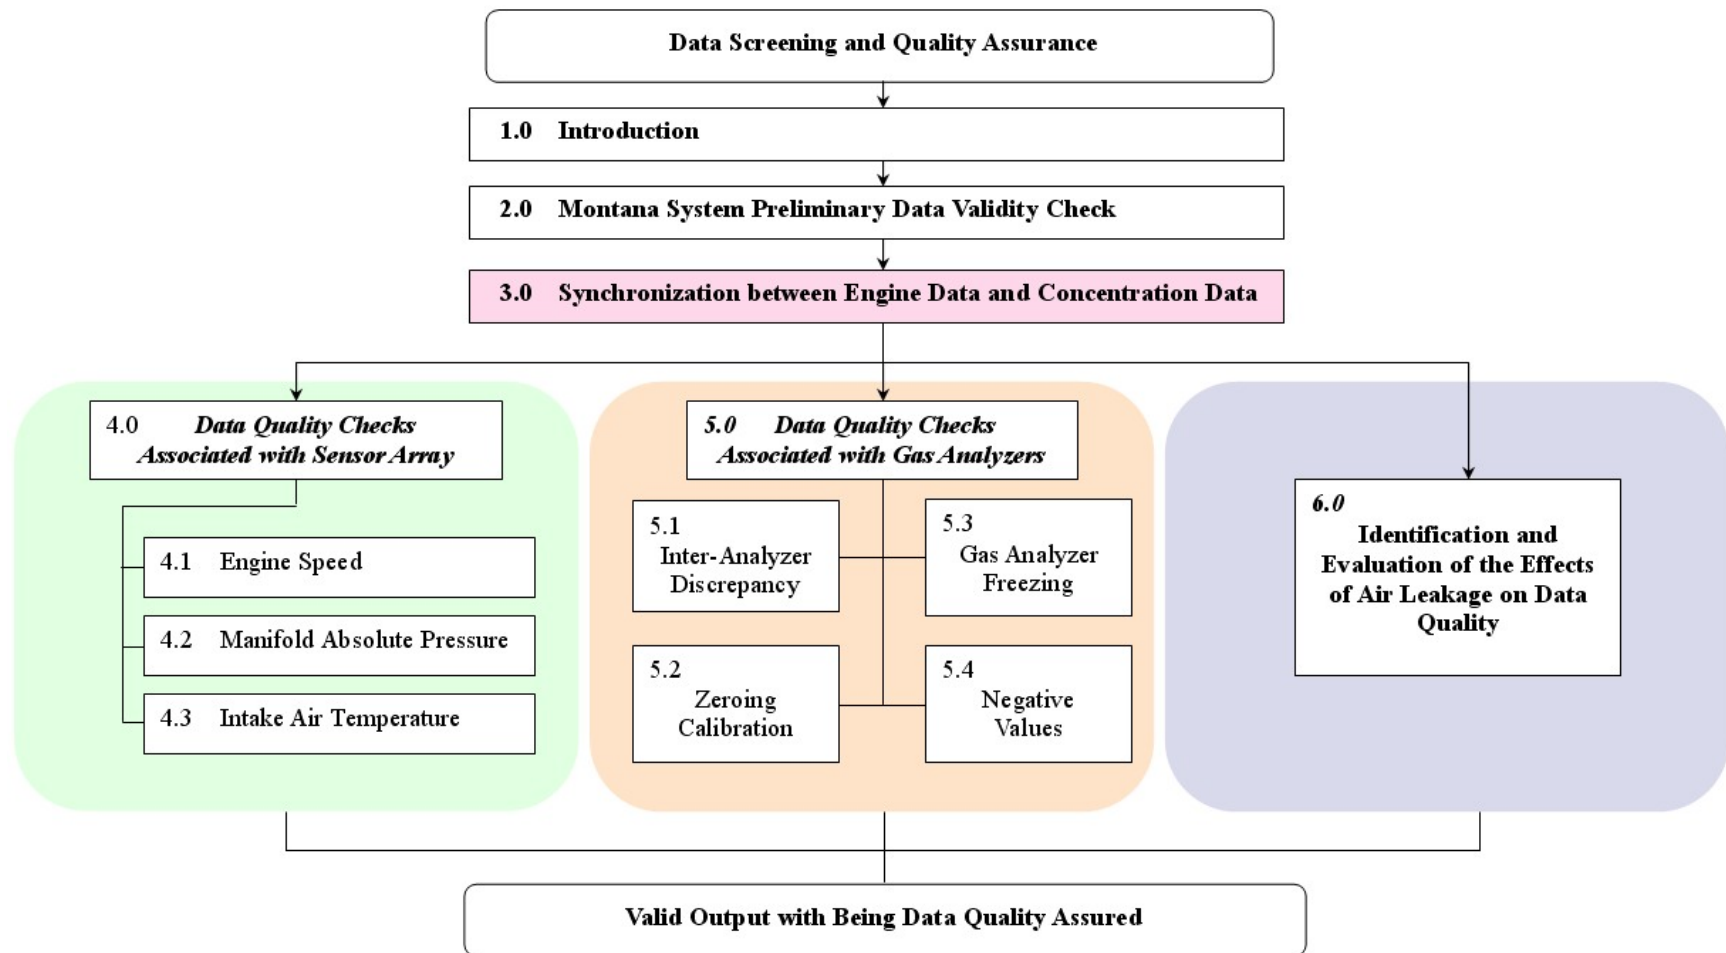 Data Screening and Quality Assurance
1.0 Introduction
2.0 Montana System Preliminary Data Validity Check
3.0 Synchronization between Engine Data and Concentration Data
4.0 Data Quality Checks
Associated with Sensor Array
4.1 Engine Speed
4.2 Manifold Absolute Pressure
4.3 Intake Air Temperature
5.0 Data Quality Checks
Associated with Gas Analyzers
5.1
Inter-Analyzer
Discrepancy
5.2
Zeroing
Calibration
5.3
Gas Analyzer
Freezing
5.4
Negative
Values
6.0
Identification and
Evaluation of the Effects
of Air Leakage on Data
Quality
Valid Output with Being Data Quality Assured